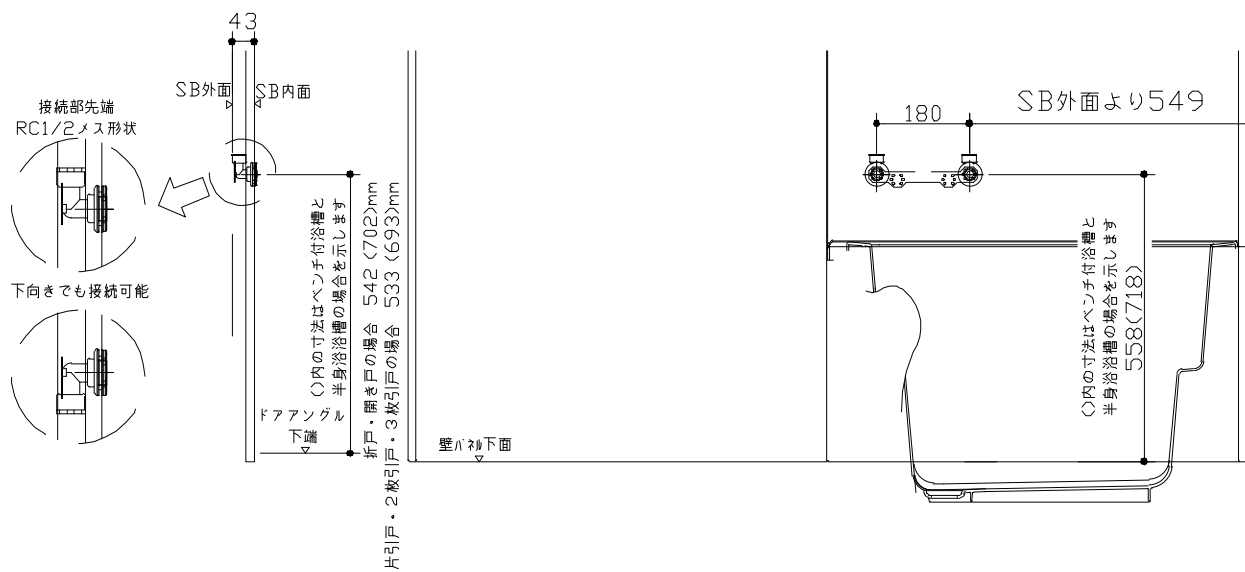 43
SB外面
SB内面
接続部先端
RC1/2メス形状
下向きでも接続可能
()内の寸法はベンチ付浴槽と
半身浴浴槽の場合を示します
折戸・開き戸の場合 542 (702)mm
片引戸・2枚引戸・3枚引戸の場合 533 (693)mm
ドアアングル
下端
壁パネル下面
180
SB外面より549
()内の寸法はベンチ付浴槽と
半身浴浴槽の場合を示します
558(718)